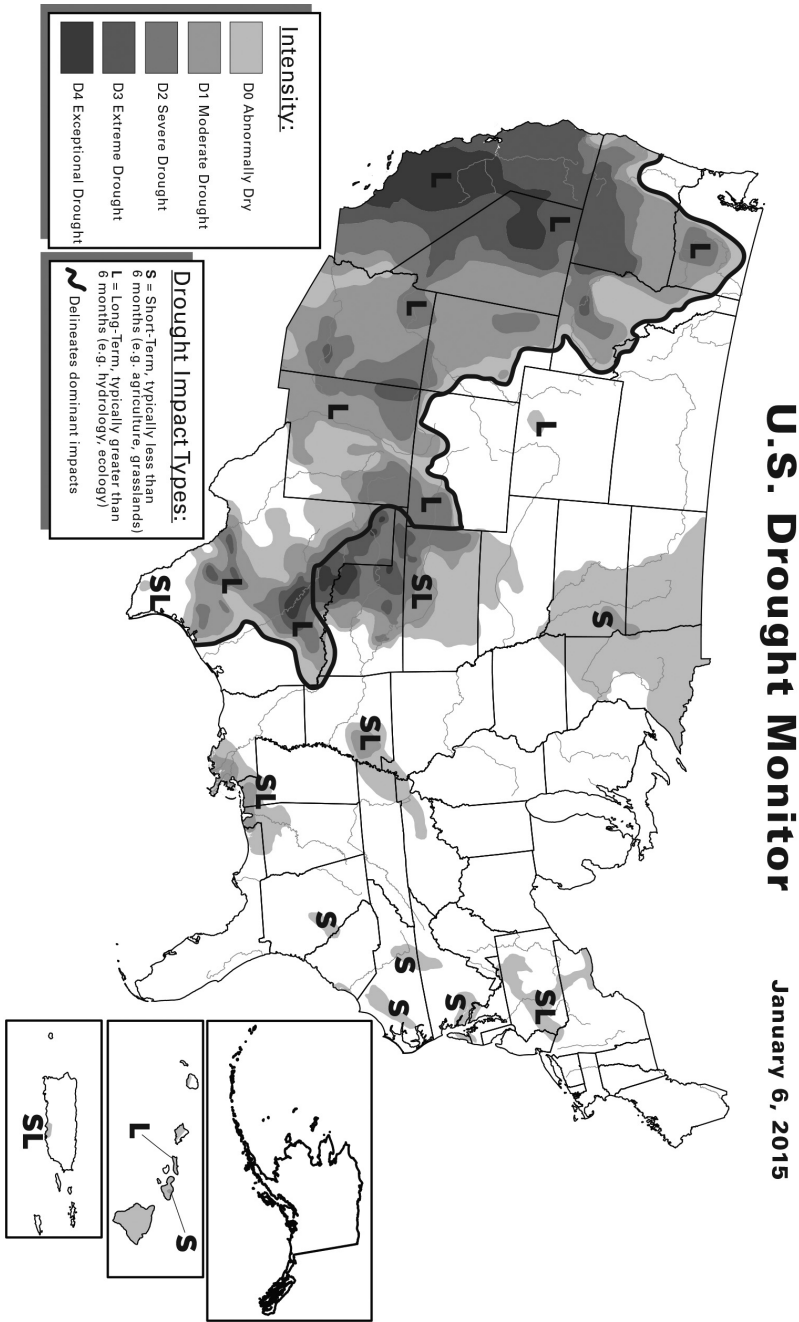 U.S. Drought Monitor
January 6, 2015
L
L
L
L
L
L
L
S
SL
L
L
SL
SL
SL
S
S
S
S
SL
Intensity:
D0 Abnormally Dry
D1 Moderate Drought
D2 Severe Drought
D3 Extreme Drought
D4 Exceptional Drought
Drought Impact Types:
S = Short-Term, typically less than
6 months (e.g. agriculture, grasslands)
L = Long-Term, typically greater than
6 months (e.g. hydrology, ecology)
Delineates dominant impacts
L
S
SL